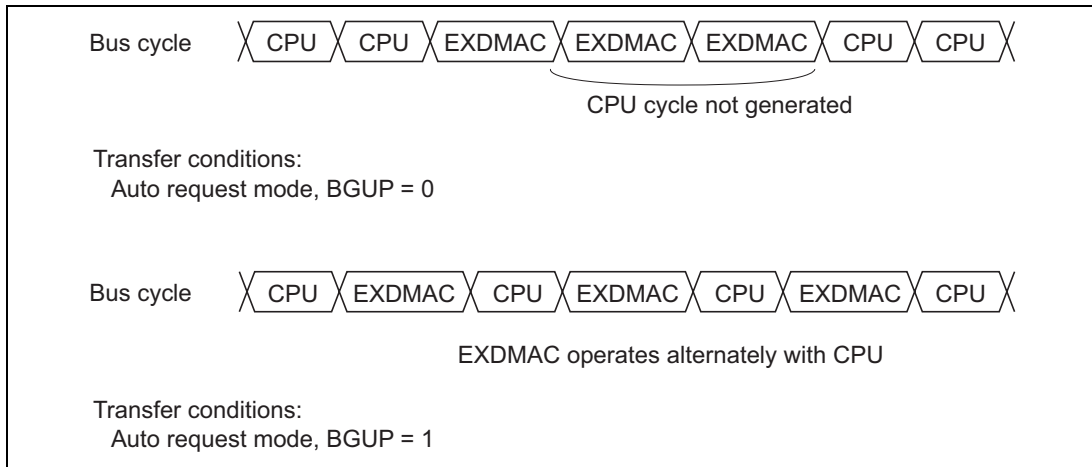 Bus cycle CPU CPU EXDMAC EXDMAC EXDMAC CPU CPU
CPU cycle not generated
Transfer conditions:
Auto request mode, BGUP = 0
Bus cycle CPU EXDMAC CPU EXDMAC CPU EXDMAC CPU
EXDMAC operates alternately with CPU
Transfer conditions:
Auto request mode, BGUP = 1